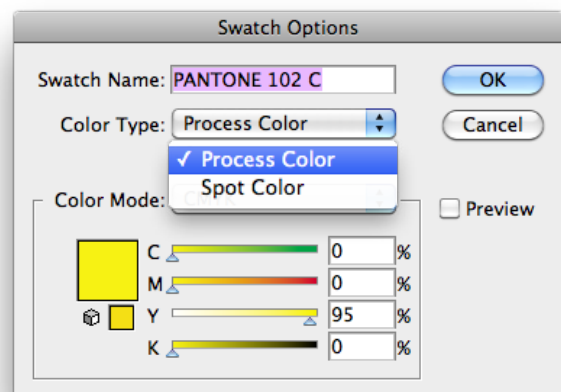 Swatch Options
Swatch Name: PANTONE 102 C
OK
Color Type: Process Color
Cancel
✓ Process Color
Spot Color
Color Mode:
Preview
C 0 %
M 0 %
Y 95 %
K 0 %